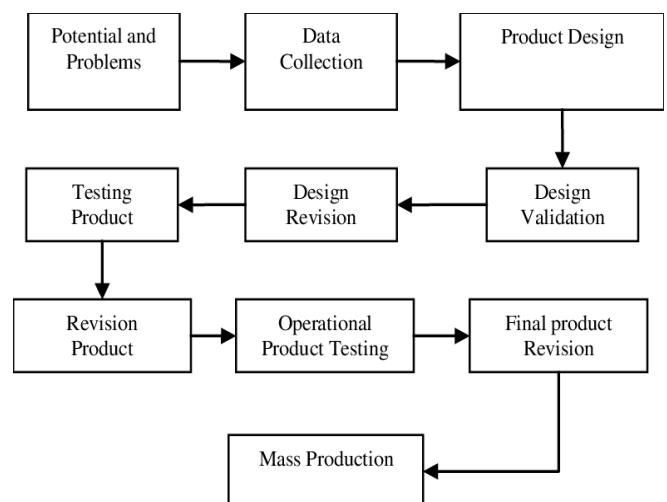 Potential and
Problems
Data
Collection
Product Design
Design
Validation
Design
Revision
Testing
Product
Revision
Product
Operational
Product Testing
Final product
Revision
Mass Production